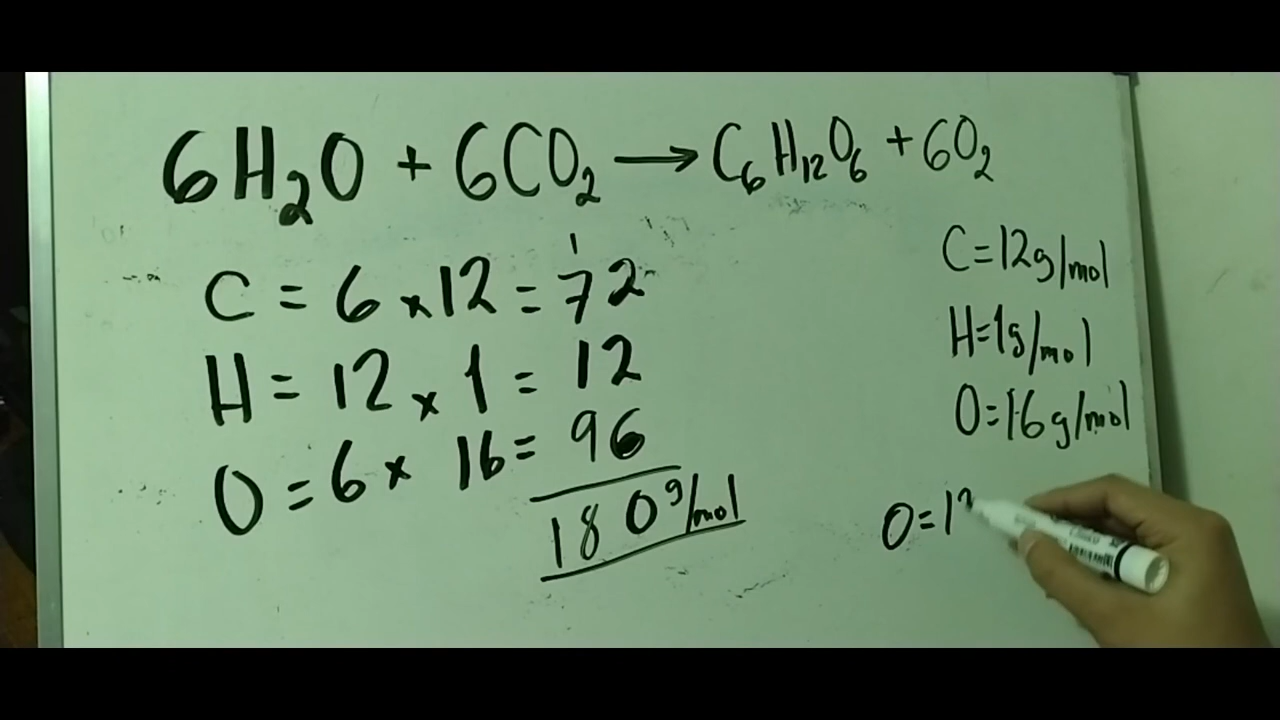 6H₂O + 6CO₂ → C₆H₁₂O₆ + 6O₂
1
C = 6 × 12 = 72
H = 12 × 1 = 12
O = 6 × 16 = 96
180 g/mol
C = 12g/mol
H = 1g/mol
O = 16g/mol
O = 12